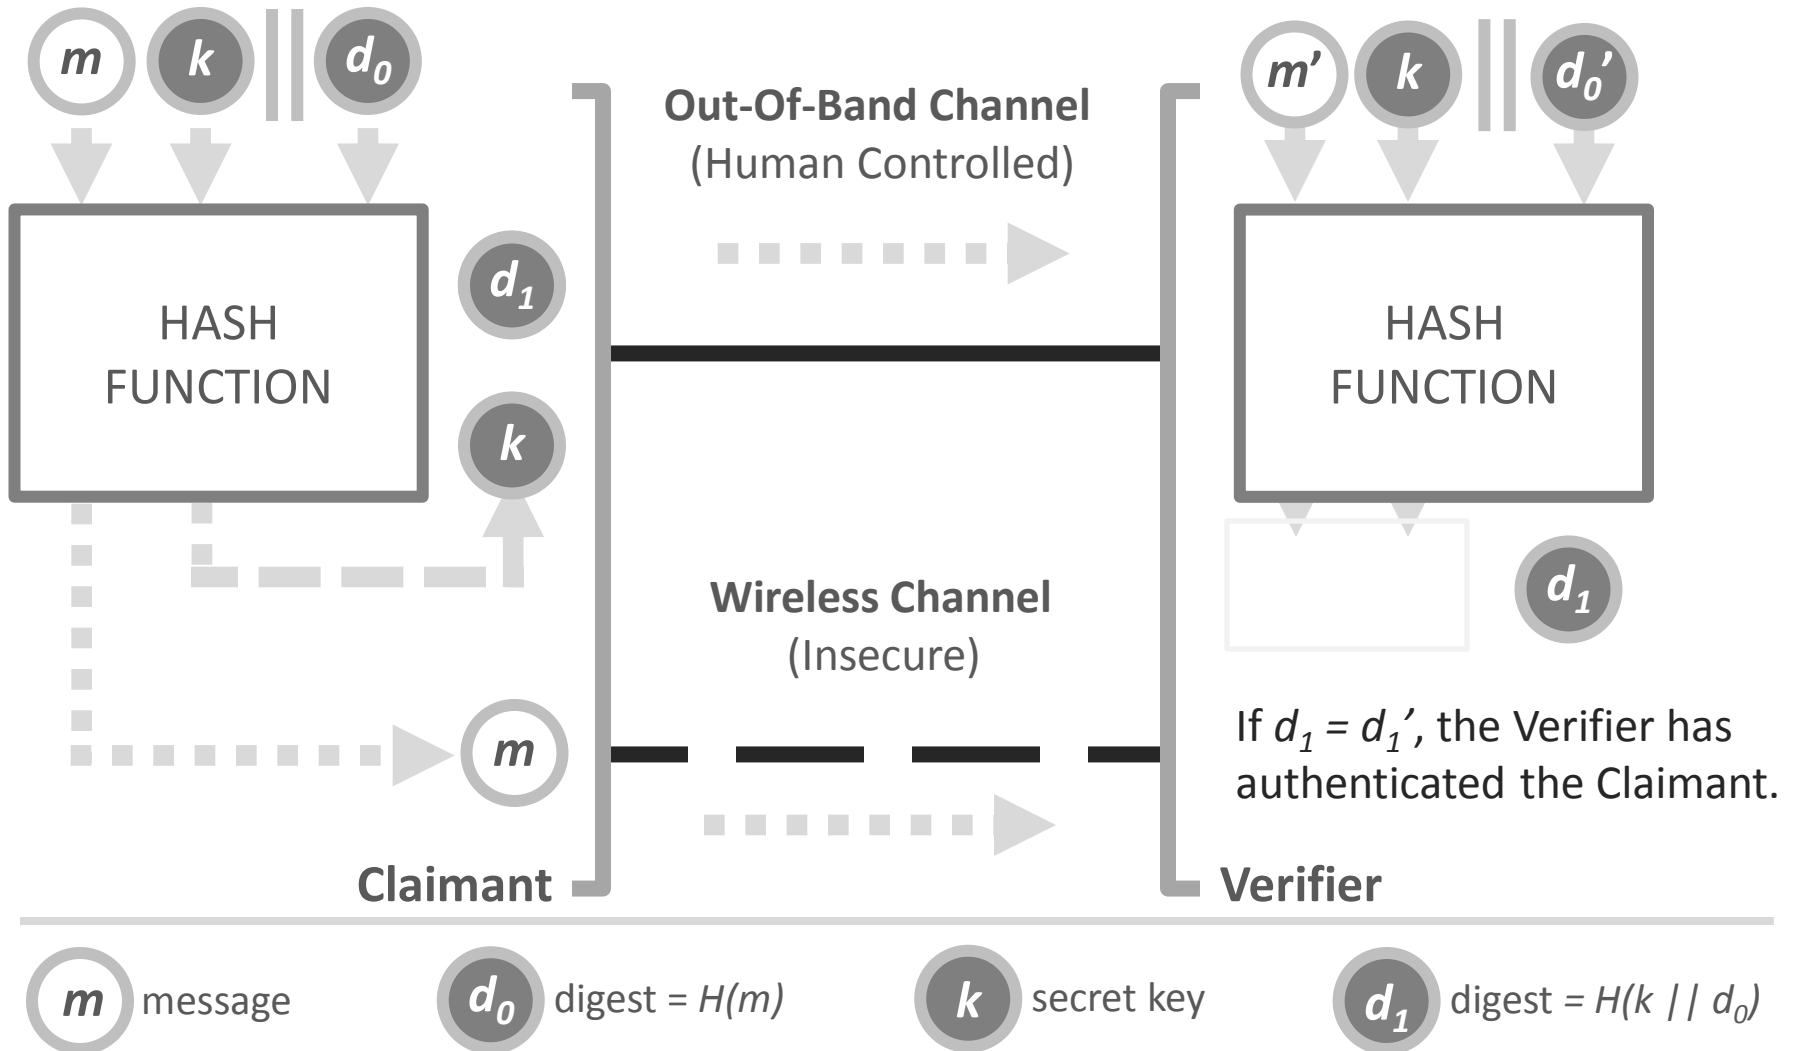 m k || d₀
m' k || d₀'
Out-Of-Band Channel
(Human Controlled)
HASH
FUNCTION
d₁
k
HASH
FUNCTION
Wireless Channel
(Insecure)
d₁
m
If d₁ = d₁', the Verifier has
authenticated the Claimant.
Claimant
Verifier
m message
d₀ digest = H(m)
k secret key
d₁ digest = H(k || d₀)